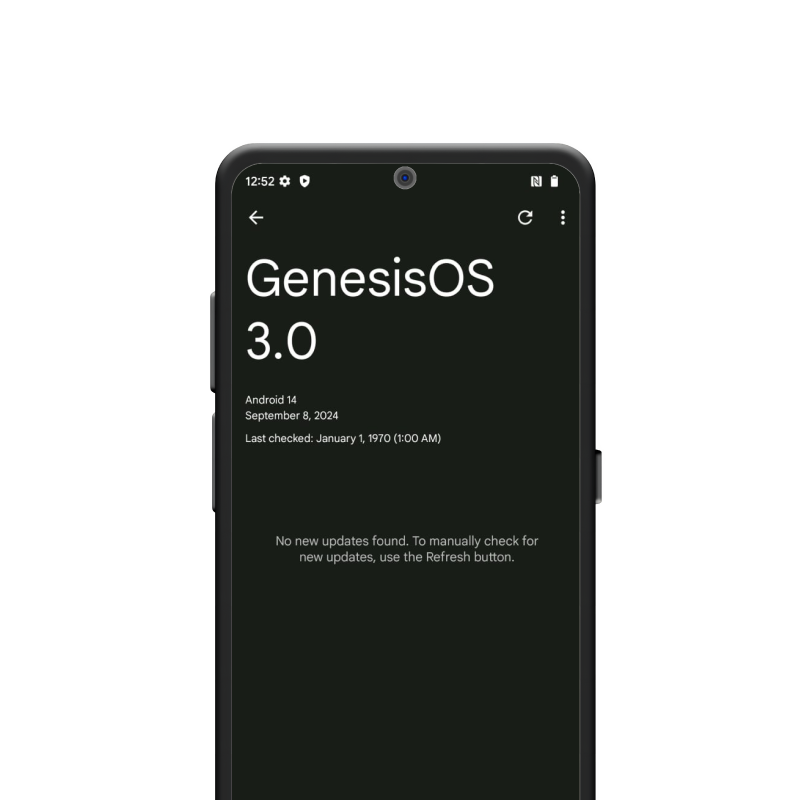 12:52
GenesisOS
3.0
Android 14
September 8, 2024
Last checked: January 1, 1970 (1:00 AM)
No new updates found. To manually check for
new updates, use the Refresh button.